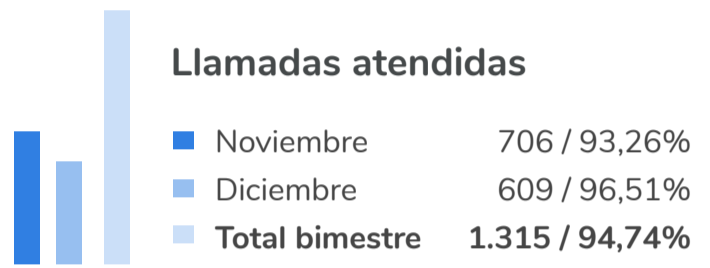 Llamadas atendidas
Noviembre 706 / 93,26%
Diciembre 609 / 96,51%
Total bimestre 1.315 / 94,74%